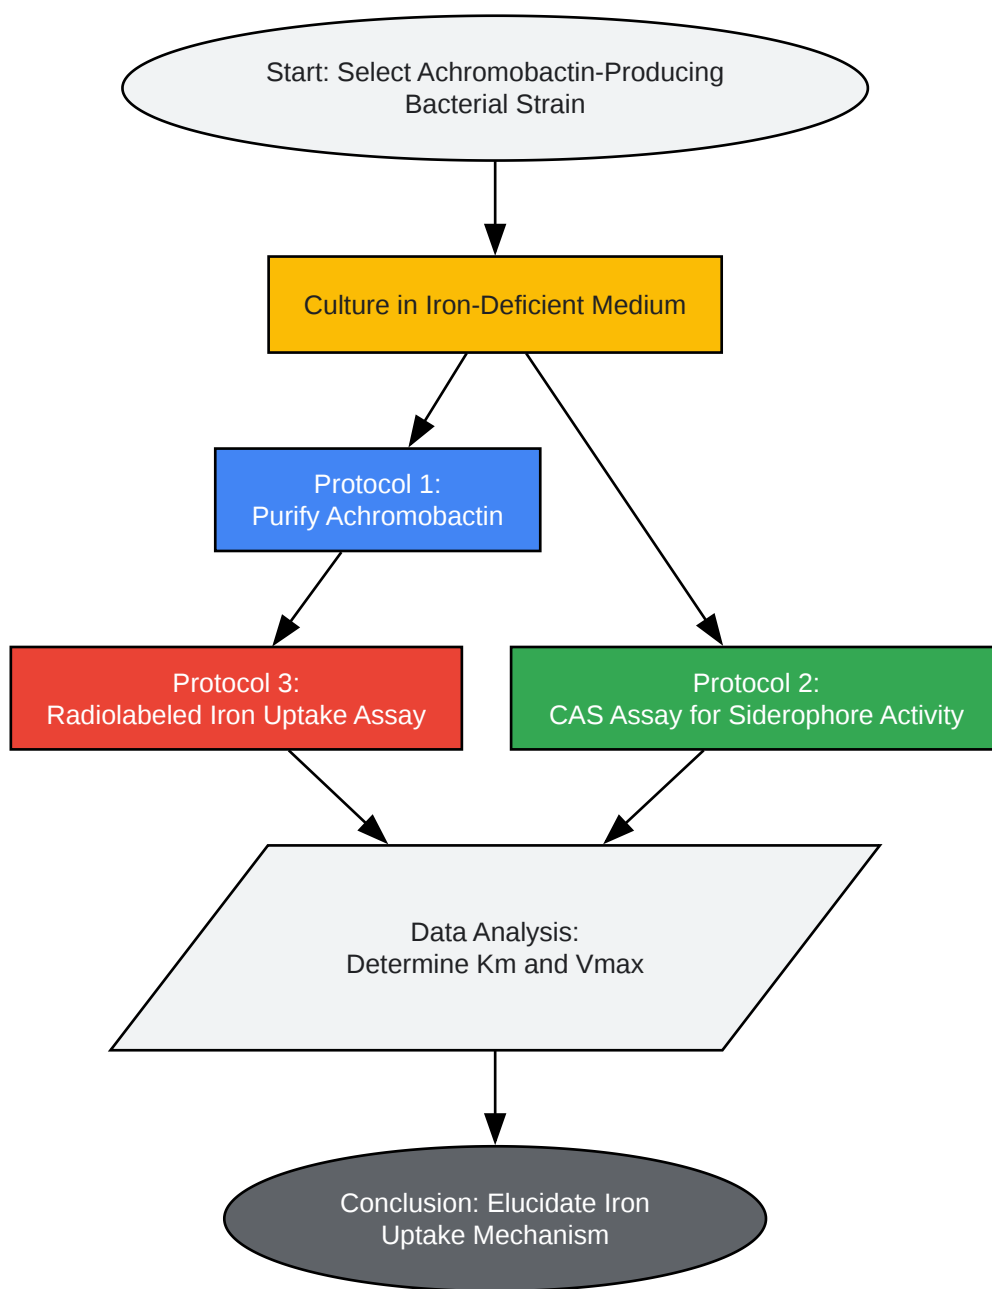 Start: Select Achromobactin-Producing
Bacterial Strain
Culture in Iron-Deficient Medium
Protocol 1:
Purify Achromobactin
Protocol 3:
Radiolabeled Iron Uptake Assay
Protocol 2:
CAS Assay for Siderophore Activity
Data Analysis:
Determine Km and Vmax
Conclusion: Elucidate Iron
Uptake Mechanism